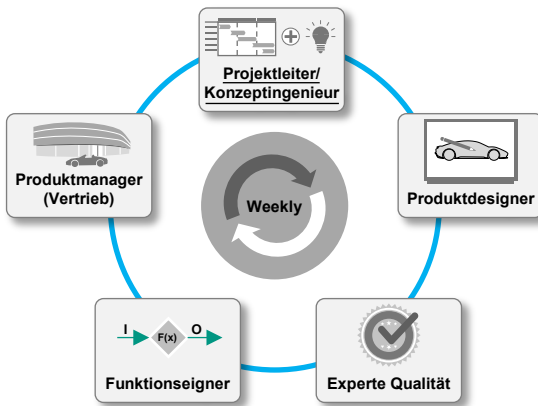 Projektleiter/
Konzeptingenieur
Produktmanager
(Vertrieb)
Produktdesigner
Weekly
I
F(x)
O
Funktionseigner
Experte Qualität